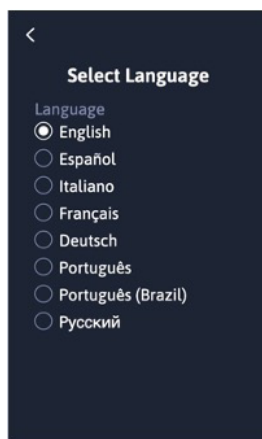 Select Language
Language
English
Español
Italiano
Français
Deutsch
Português
Português (Brazil)
Русский